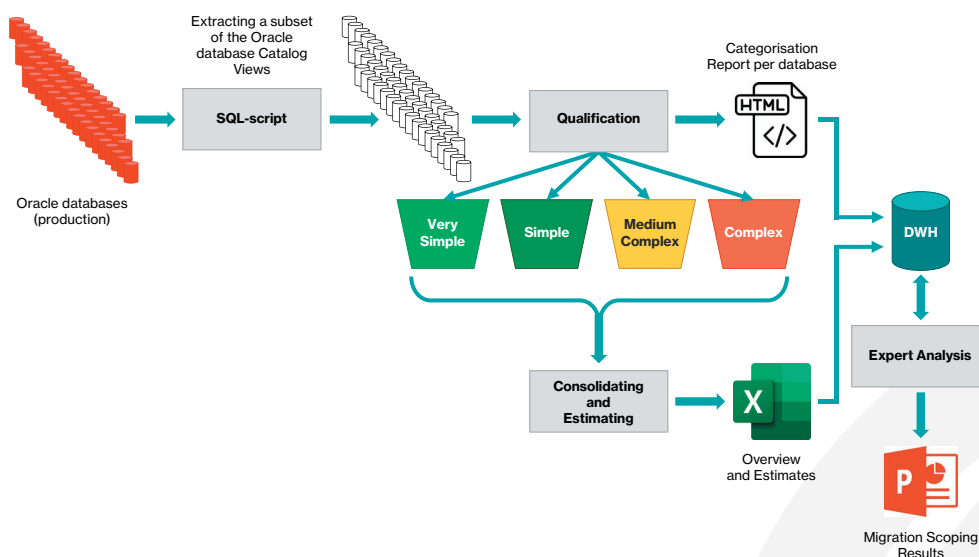 Extracting a subset
of the Oracle
database Catalog
Views
Categorisation
Report per database
SQL-script
Qualification
HTML
</>
Oracle databases
(production)
Very
Simple
Simple
Medium
Complex
Complex
DWH
Expert Analysis
Consolidating
and
Estimating
X
Overview
and Estimates
P
Migration Scoping
Results